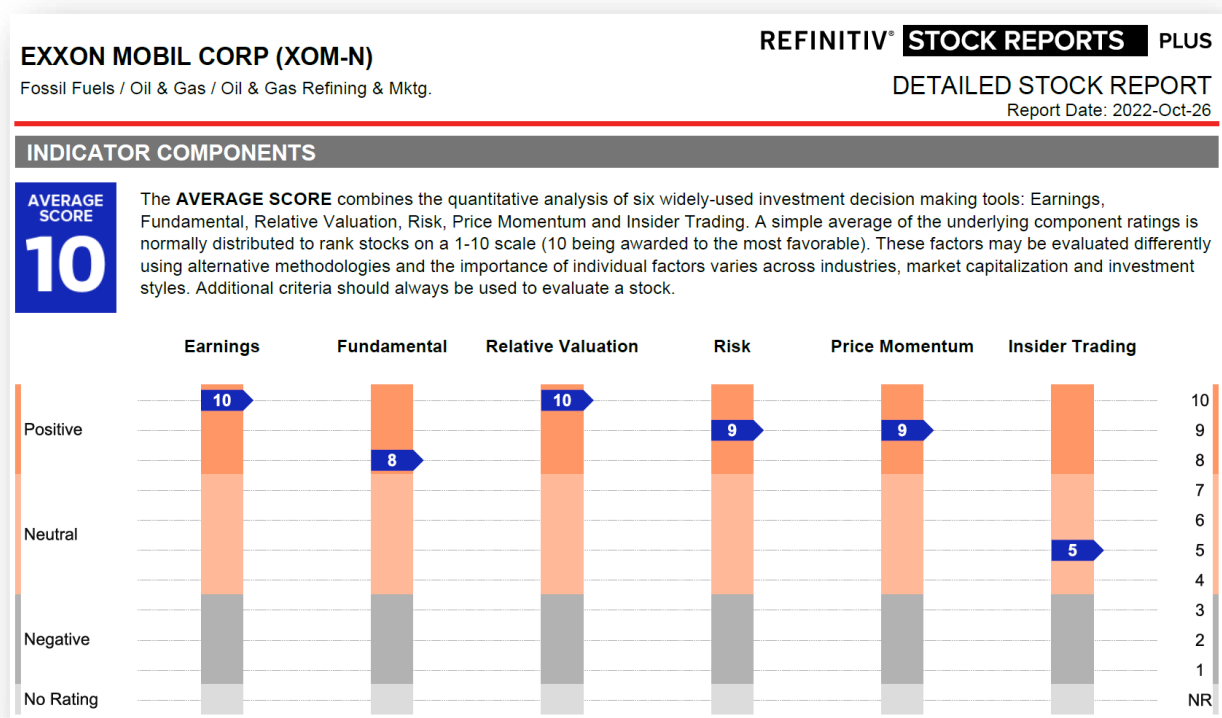 EXXON MOBIL CORP (XOM-N)
Fossil Fuels / Oil & Gas / Oil & Gas Refining & Mktg.
REFINITIV® STOCK REPORTS PLUS
DETAILED STOCK REPORT
Report Date: 2022-Oct-26
INDICATOR COMPONENTS
AVERAGE
SCORE
10
The AVERAGE SCORE combines the quantitative analysis of six widely-used investment decision making tools: Earnings,
Fundamental, Relative Valuation, Risk, Price Momentum and Insider Trading. A simple average of the underlying component ratings is
normally distributed to rank stocks on a 1-10 scale (10 being awarded to the most favorable). These factors may be evaluated differently
using alternative methodologies and the importance of individual factors varies across industries, market capitalization and investment
styles. Additional criteria should always be used to evaluate a stock.
Earnings Fundamental Relative Valuation Risk Price Momentum Insider Trading
10 10 10
Positive 9 9 9
8 8
7
6
Neutral
5 5
4
3
Negative 2
1
No Rating NR